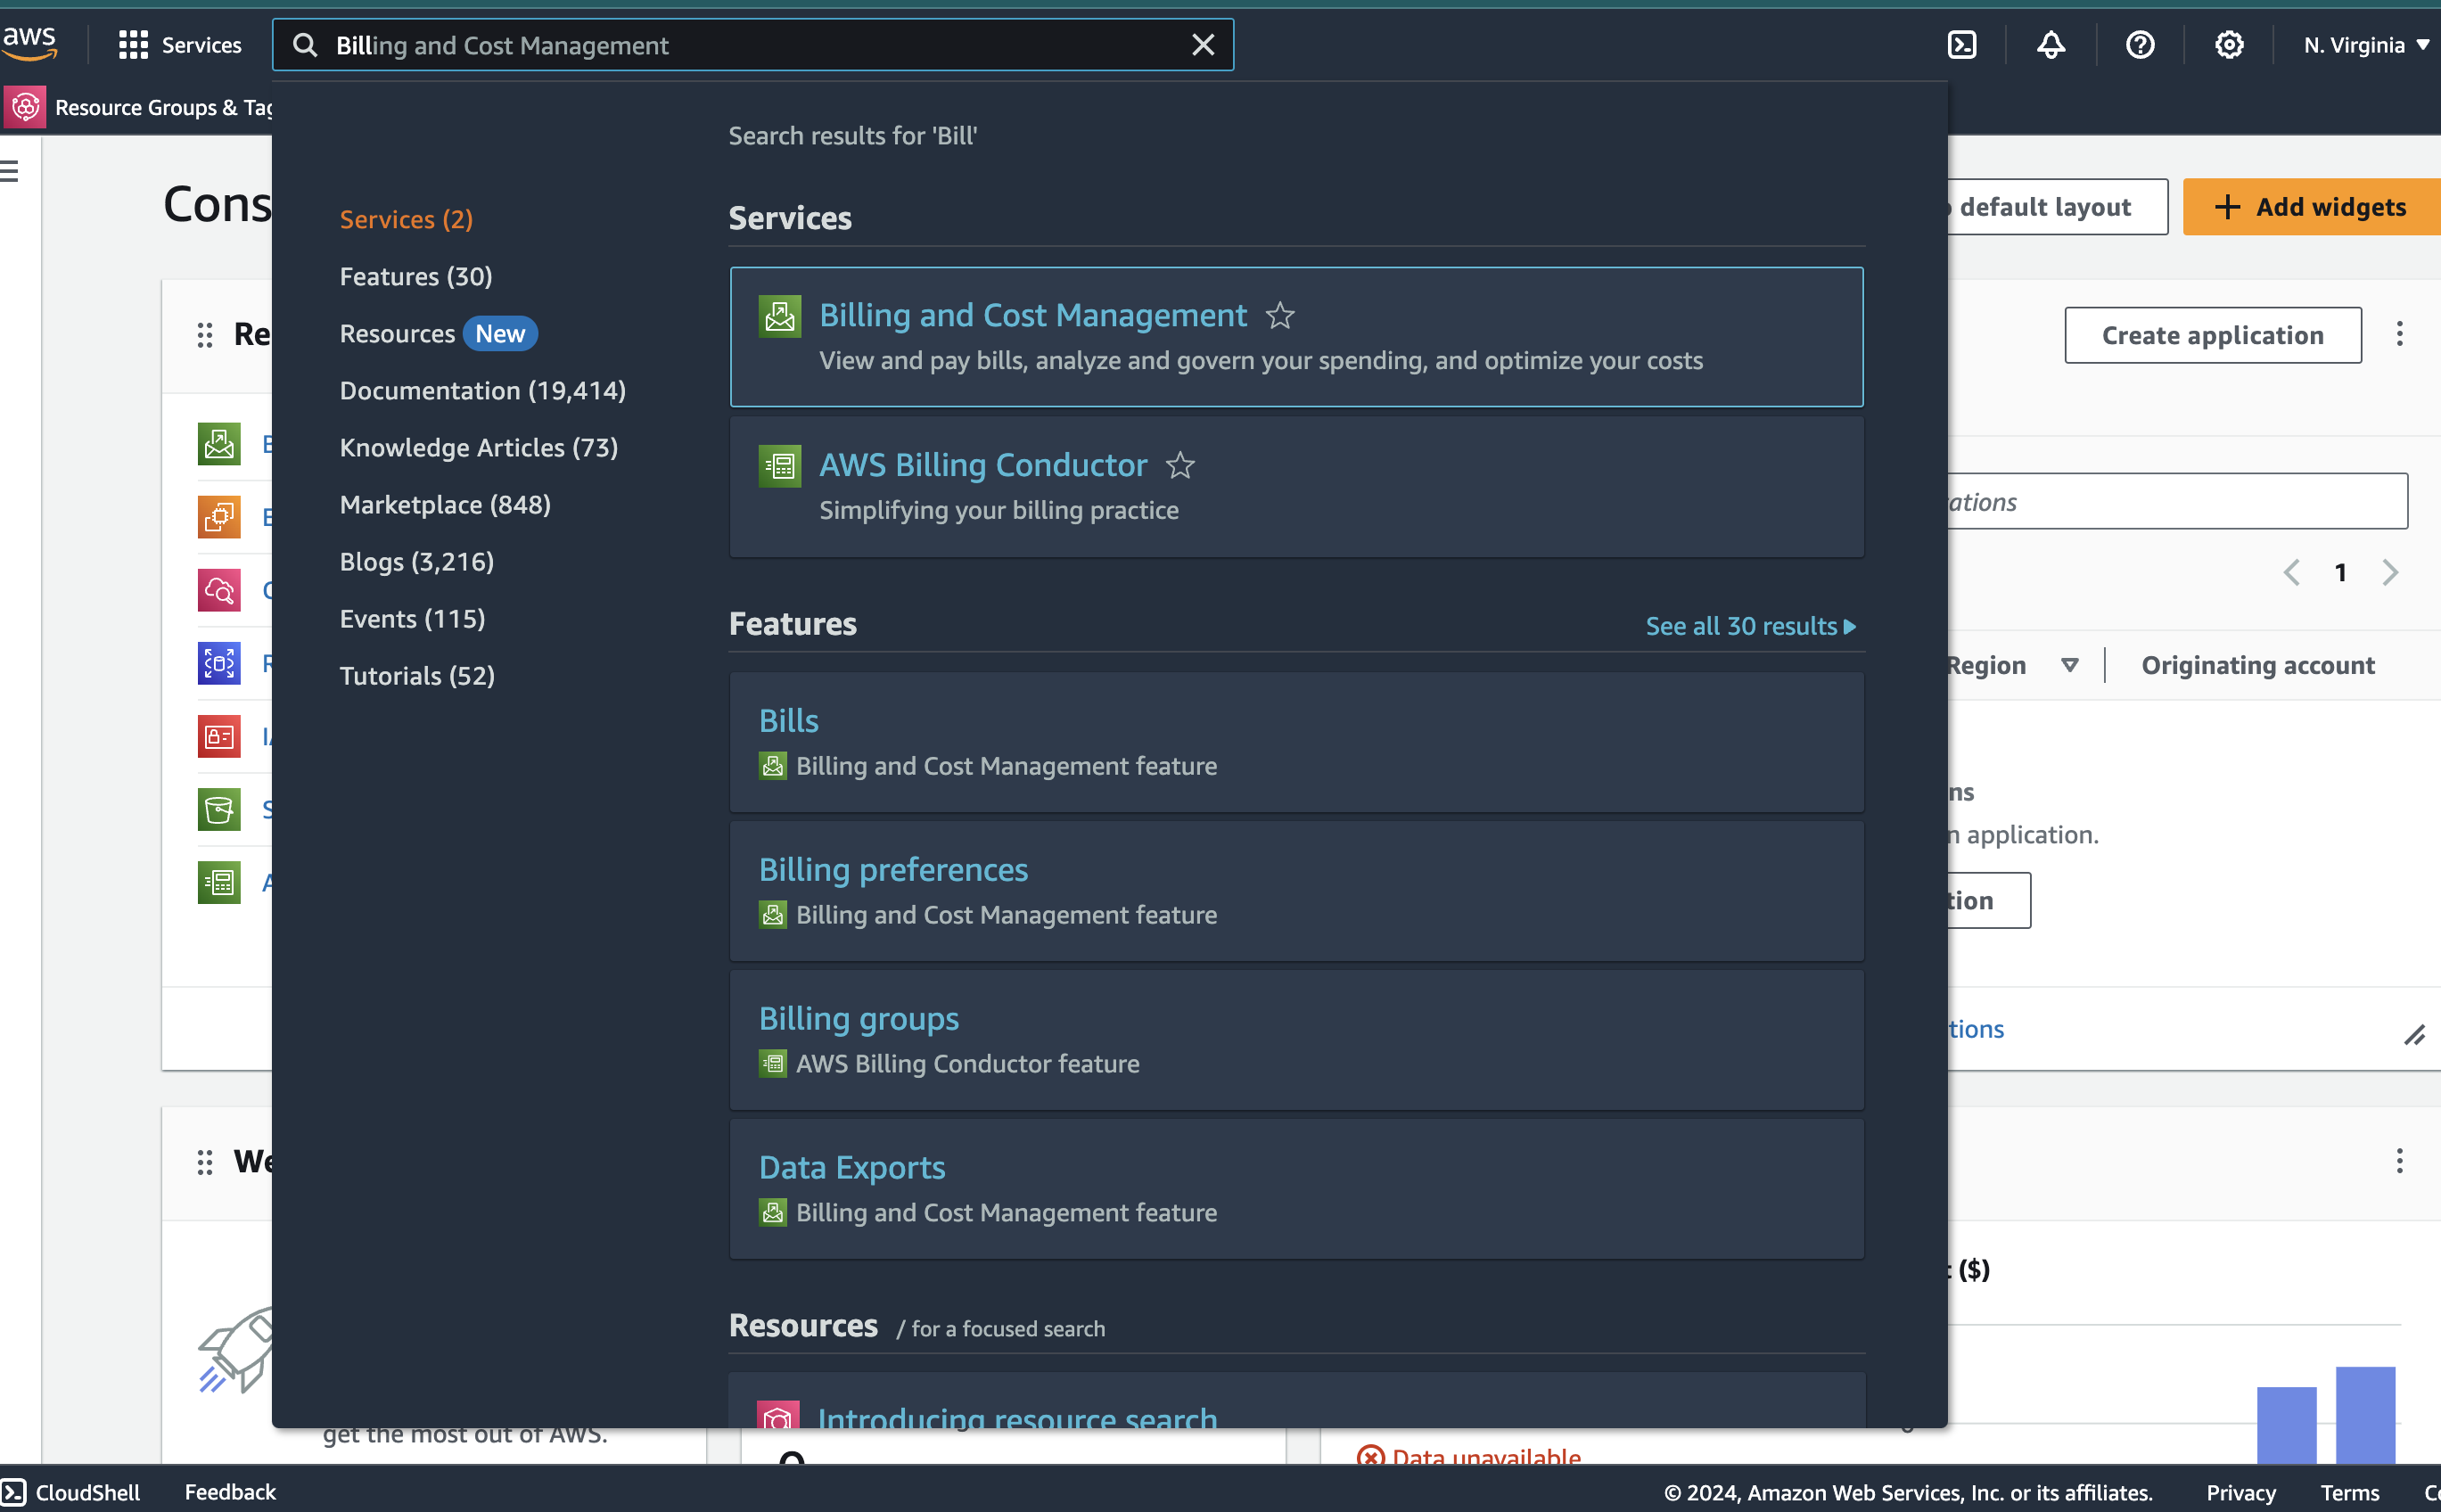 aws
Services
Billing and Cost Management
N. Virginia
Resource Groups & Tag
Search results for 'Bill'
Cons
default layout
Add widgets
Services (2)
Features (30)
Resources New
Documentation (19,414)
Knowledge Articles (73)
Marketplace (848)
Blogs (3,216)
Events (115)
Tutorials (52)
Services
Billing and Cost Management
View and pay bills, analyze and govern your spending, and optimize your costs
AWS Billing Conductor
Simplifying your billing practice
Features
See all 30 results
Bills
Billing and Cost Management feature
Billing preferences
Billing and Cost Management feature
Billing groups
AWS Billing Conductor feature
Data Exports
Billing and Cost Management feature
Resources / for a focused search
Introducing resource search
Re
We
get the most out of AWS.
Create application
ations
1
Region
Originating account
ns
n application.
tion
tions
($)
Data unavailable
CloudShell
Feedback
© 2024, Amazon Web Services, Inc. or its affiliates.
Privacy
Terms